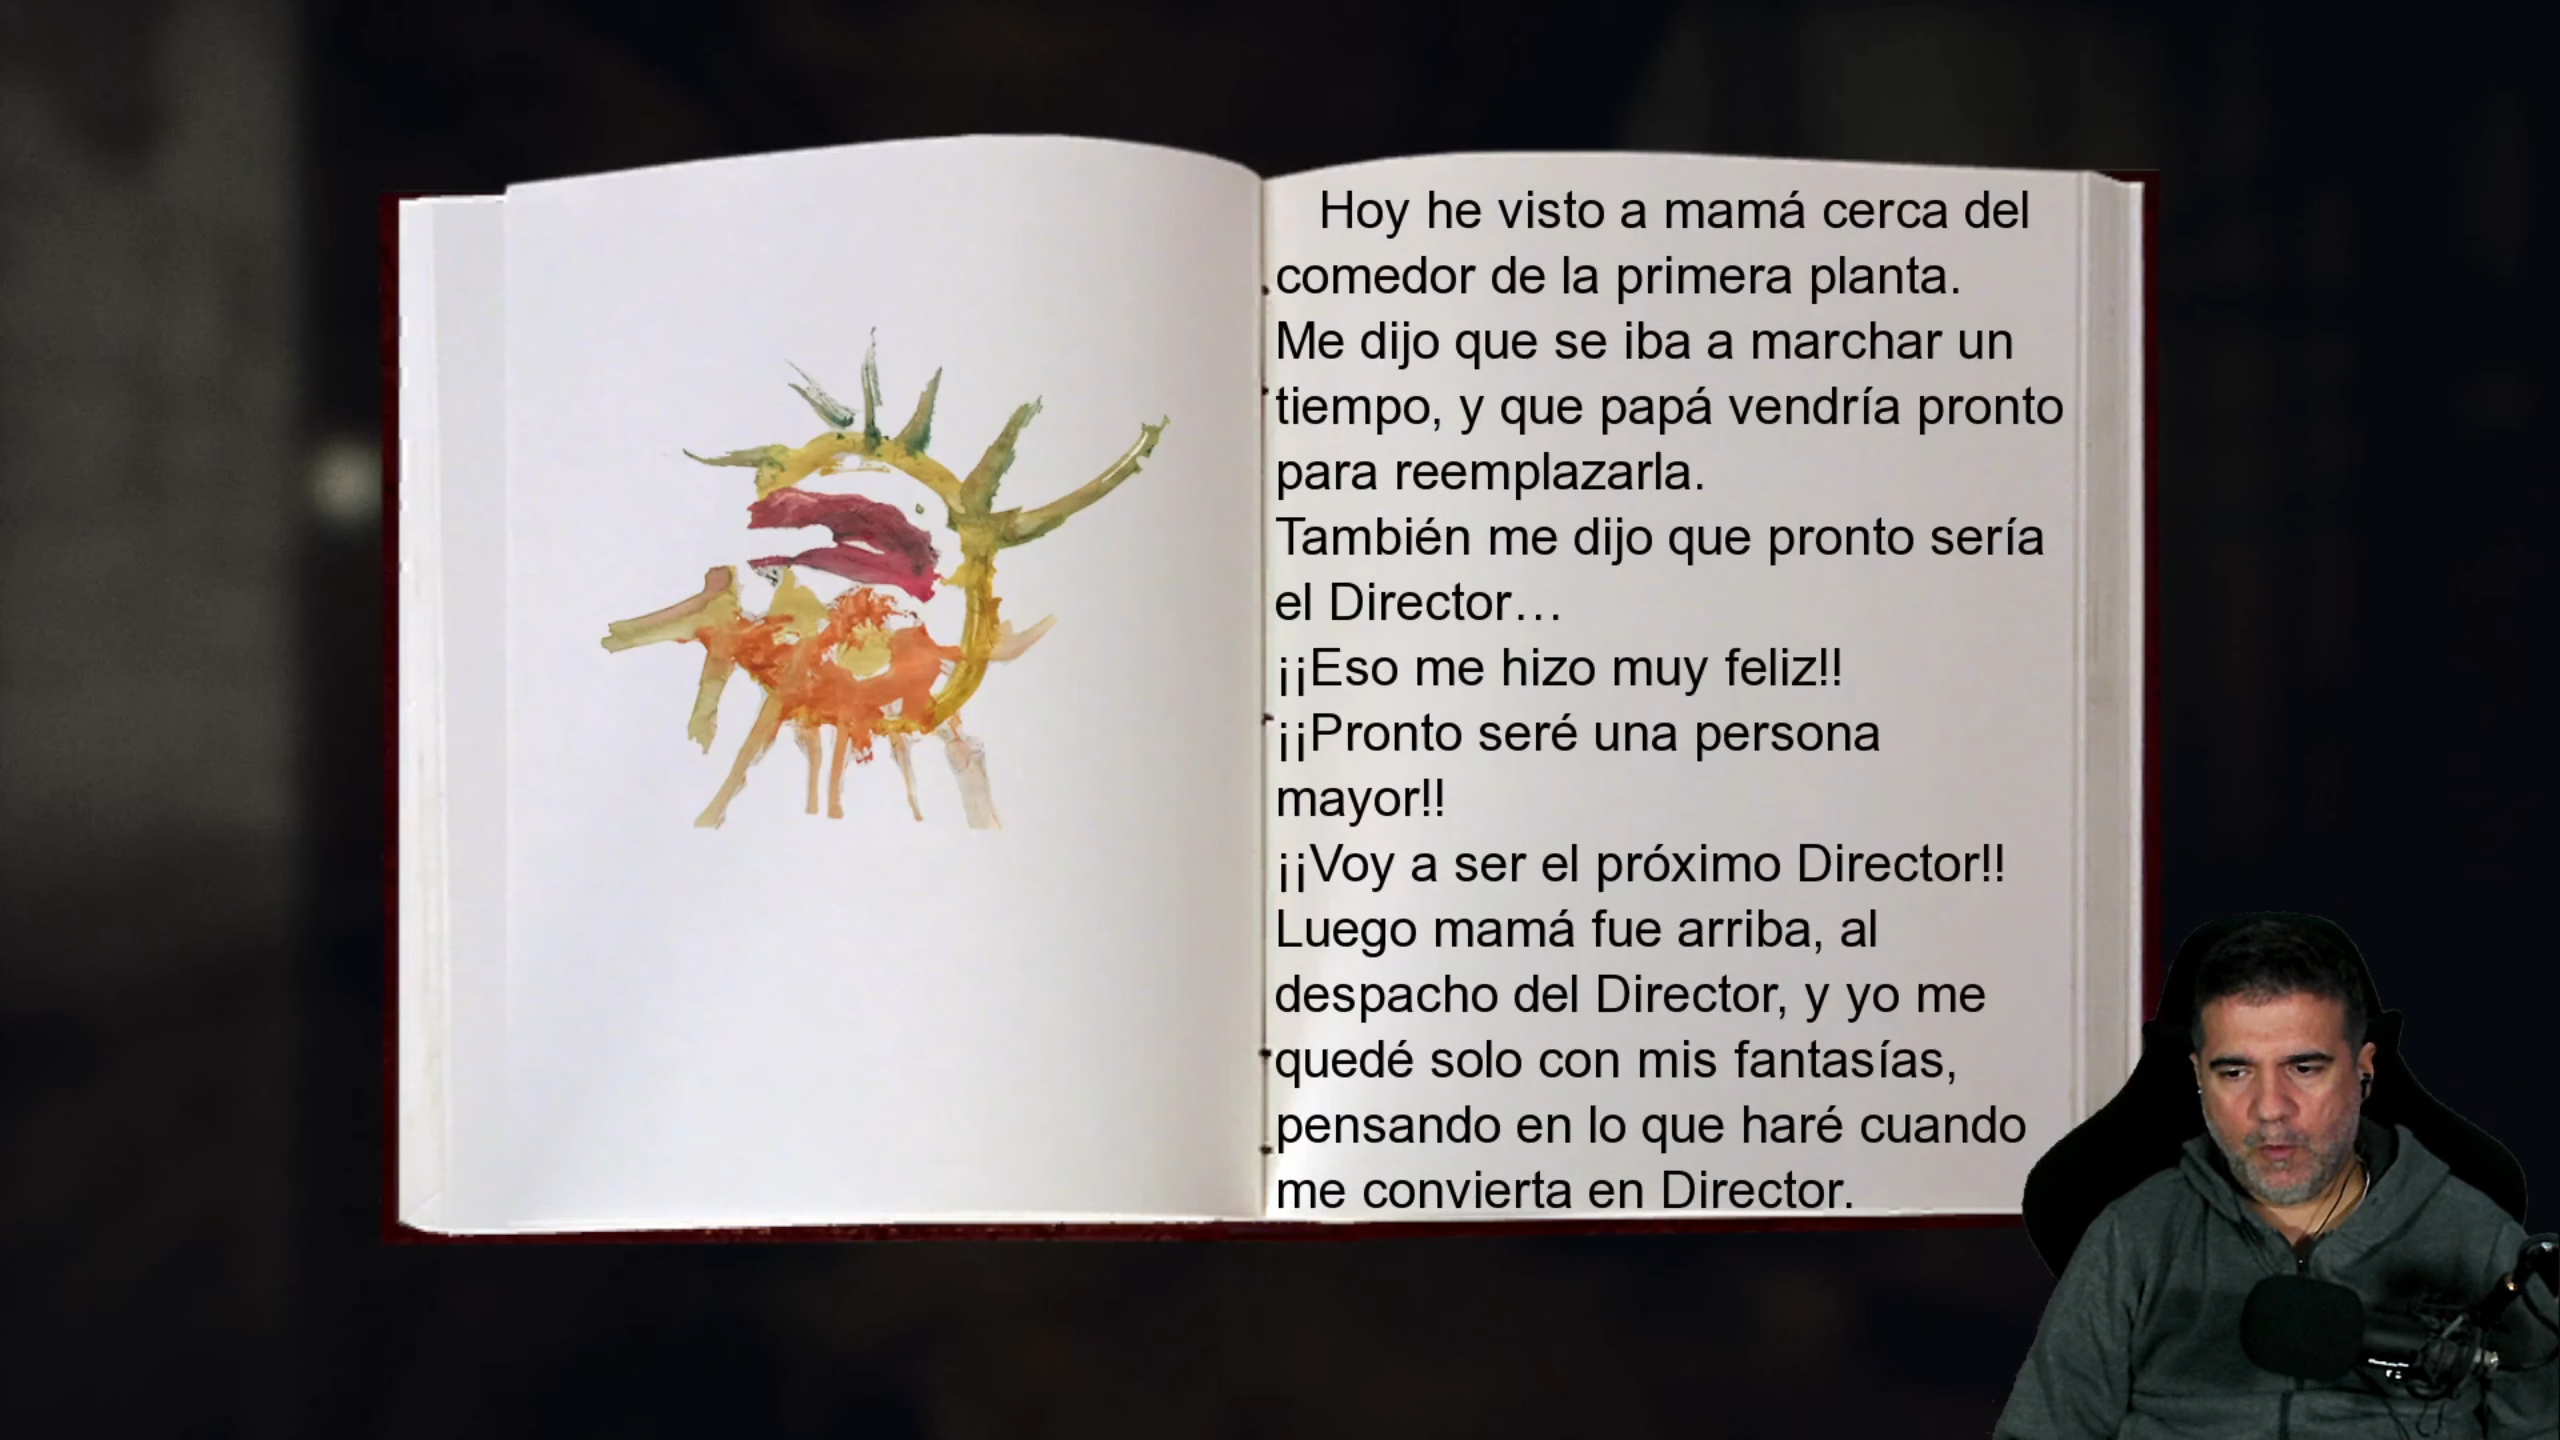 Hoy he visto a mamá cerca del
comedor de la primera planta.
Me dijo que se iba a marchar un
tiempo, y que papá vendría pronto
para reemplazarla.
También me dijo que pronto sería
el Director…
¡¡Eso me hizo muy feliz!!
¡¡Pronto seré una persona
mayor!!
¡¡Voy a ser el próximo Director!!
Luego mamá fue arriba, al
despacho del Director, y yo me
quedé solo con mis fantasías,
pensando en lo que haré cuando
me convierta en Director.